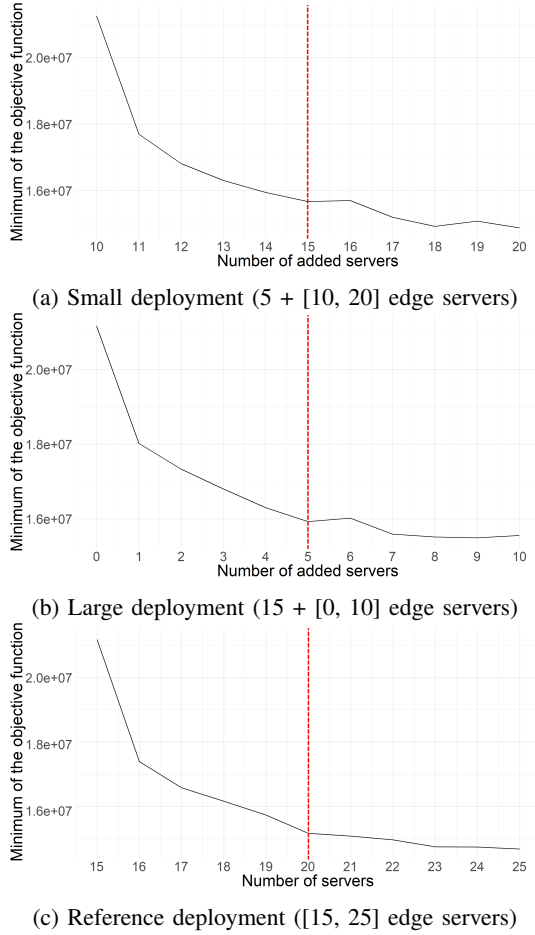 Minimum of the objective function
2.0e+07
1.8e+07
1.6e+07
10 11 12 13 14 15 16 17 18 19 20
Number of added servers
(a) Small deployment (5 + [10, 20] edge servers)
Minimum of the objective function
2.0e+07
1.8e+07
1.6e+07
0 1 2 3 4 5 6 7 8 9 10
Number of added servers
(b) Large deployment (15 + [0, 10] edge servers)
Minimum of the objective function
2.0e+07
1.8e+07
1.6e+07
15 16 17 18 19 20 21 22 23 24 25
Number of servers
(c) Reference deployment ([15, 25] edge servers)